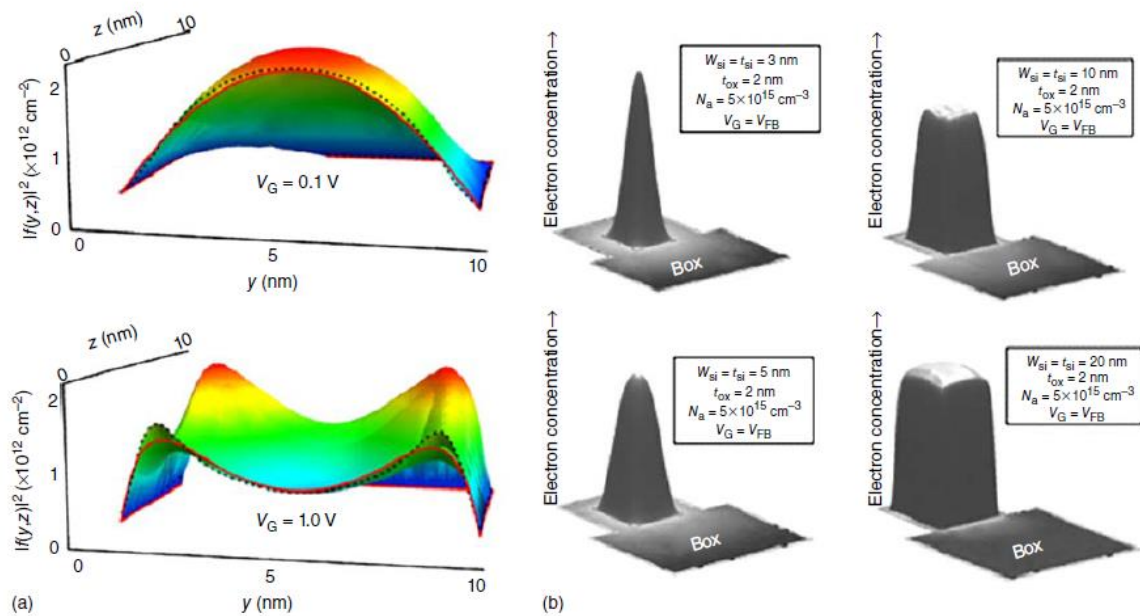 z (nm)
0
10
|f(y,z)|² (×10¹² cm⁻²)
2
1
0
V_G = 0.1 V
0
5
10
y (nm)
z (nm)
0
10
|f(y,z)|² (×10¹² cm⁻²)
2
1
0
V_G = 1.0 V
0
5
10
y (nm)
(a)
Electron concentration→
W_si = t_si = 3 nm
t_ox = 2 nm
N_a = 5×10¹⁵ cm⁻³
V_G = V_FB
Box
Electron concentration→
W_si = t_si = 10 nm
t_ox = 2 nm
N_a = 5×10¹⁵ cm⁻³
V_G = V_FB
Box
Electron concentration→
W_si = t_si = 5 nm
t_ox = 2 nm
N_a = 5×10¹⁵ cm⁻³
V_G = V_FB
Box
Electron concentration→
W_si = t_si = 20 nm
t_ox = 2 nm
N_a = 5×10¹⁵ cm⁻³
V_G = V_FB
Box
(b)